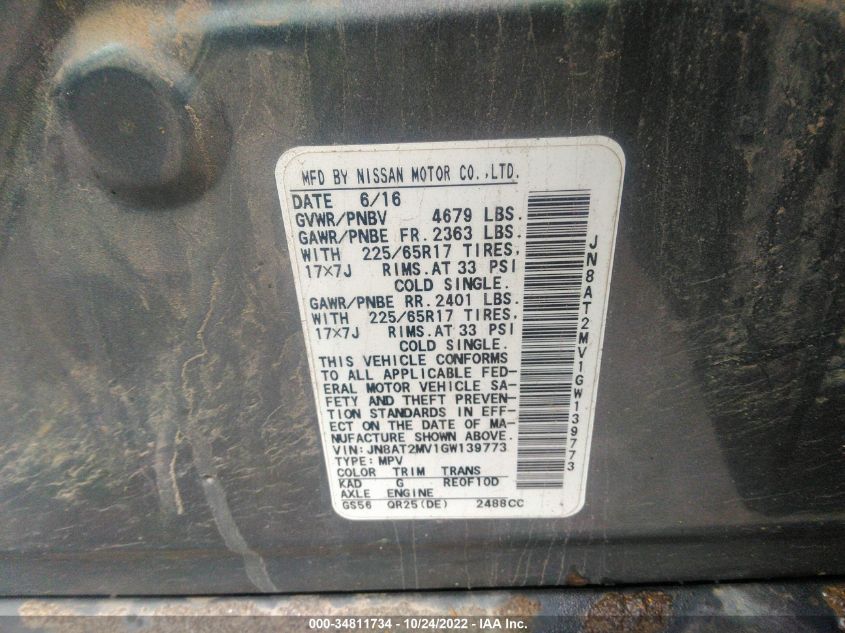 MFD BY NISSAN MOTOR CO.,LTD.
DATE 6/16
GVWR/PNBV 4679 LBS.
GAWR/PNBE FR. 2363 LBS.
WITH 225/65R17 TIRES,
17×7J RIMS.AT 33 PSI
COLD SINGLE.
GAWR/PNBE RR. 2401 LBS.
WITH 225/65R17 TIRES,
17×7J RIMS.AT 33 PSI
COLD SINGLE.
THIS VEHICLE CONFORMS
TO ALL APPLICABLE FED-
ERAL MOTOR VEHICLE SA-
FETY AND THEFT PREVEN-
TION STANDARDS IN EFF-
ECT ON THE DATE OF MA-
NUFACTURE SHOWN ABOVE.
VIN:JN8AT2MV1GW139773
TYPE:MPV
COLOR TRIM TRANS
KAD G RE0F10D
AXLE ENGINE
GS56 QR25(DE) 2488CC
JN8AT2MV1GW139773
000-34811734 - 10/24/2022 - IAA Inc.